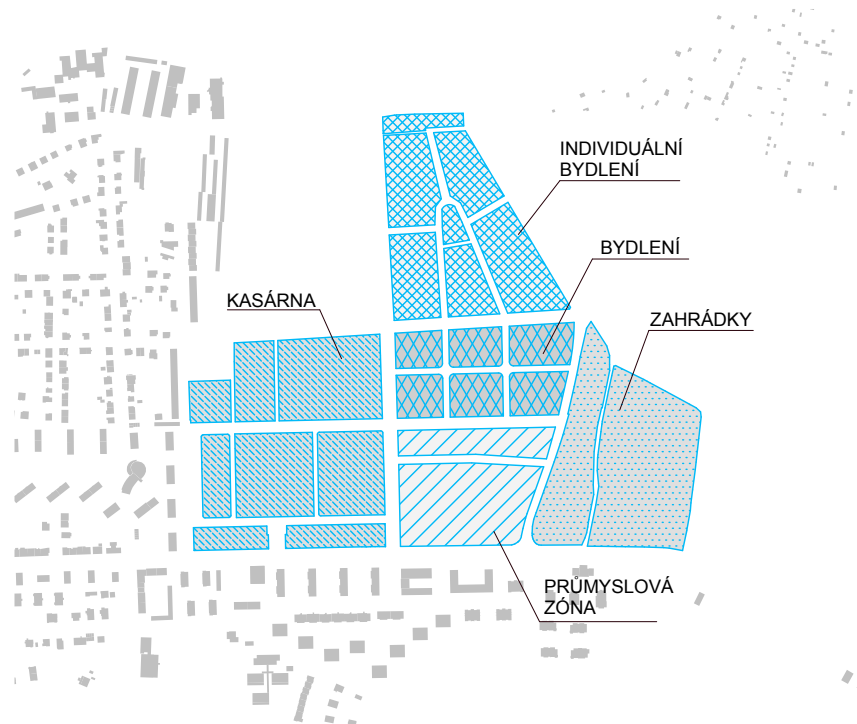 INDIVIDUÁLNÍ
BYDLENÍ
BYDLENÍ
KASÁRNA
ZAHRÁDKY
PRŮMYSLOVÁ
ZÓNA